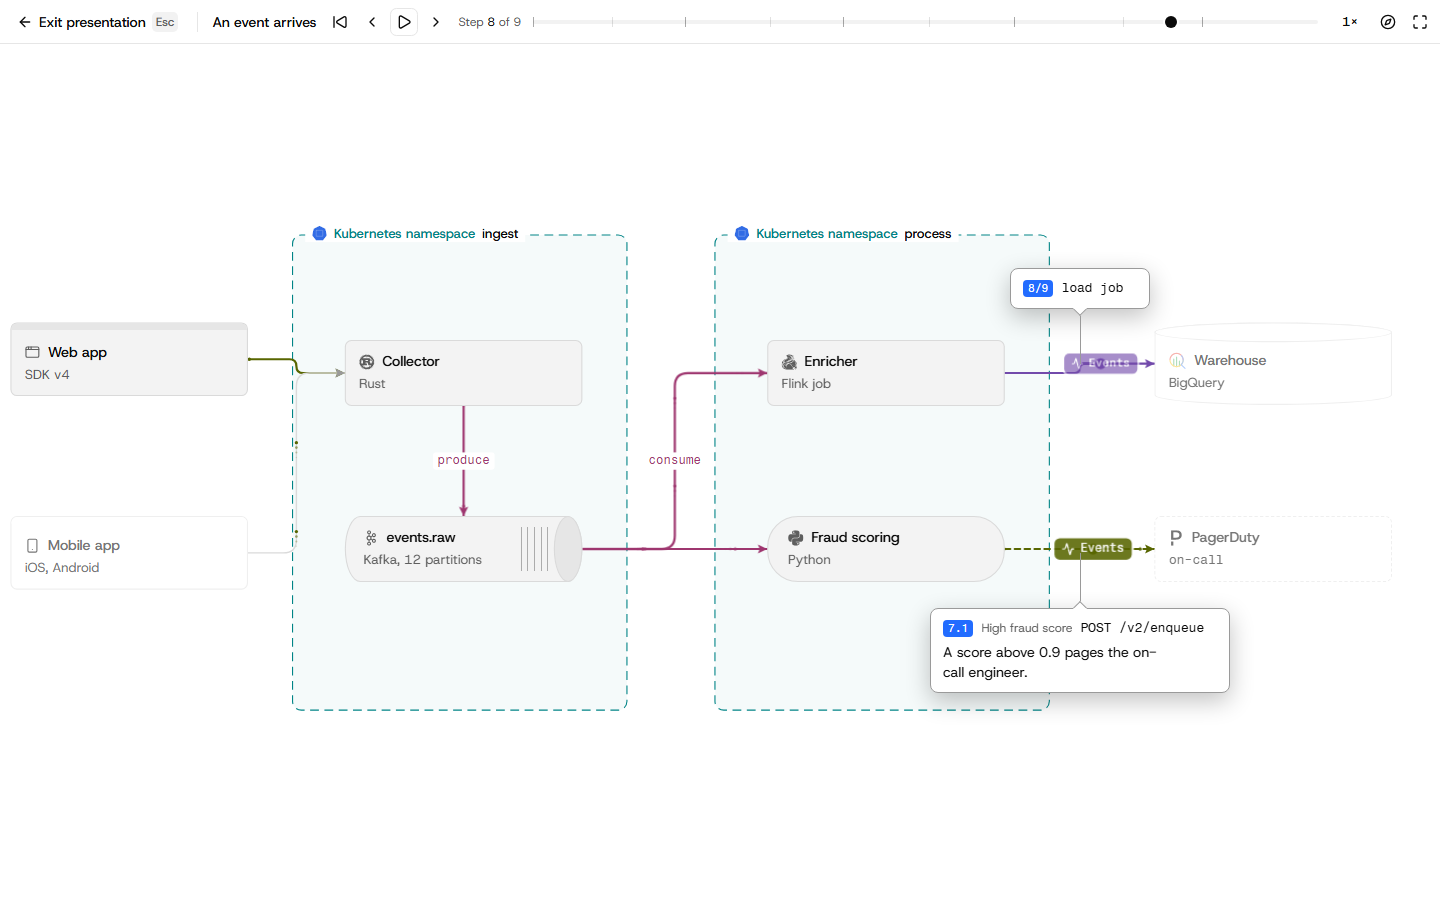 Exit presentation Esc
An event arrives
Step 8 of 9
1×
Kubernetes namespace ingest
Kubernetes namespace process
8/9 load job
Web app
SDK v4
Collector
Rust
Enricher
Flink job
Events
Warehouse
BigQuery
produce
consume
Mobile app
iOS, Android
events.raw
Kafka, 12 partitions
Fraud scoring
Python
Events
PagerDuty
on-call
7.1 High fraud score POST /v2/enqueue
A score above 0.9 pages the on-
call engineer.